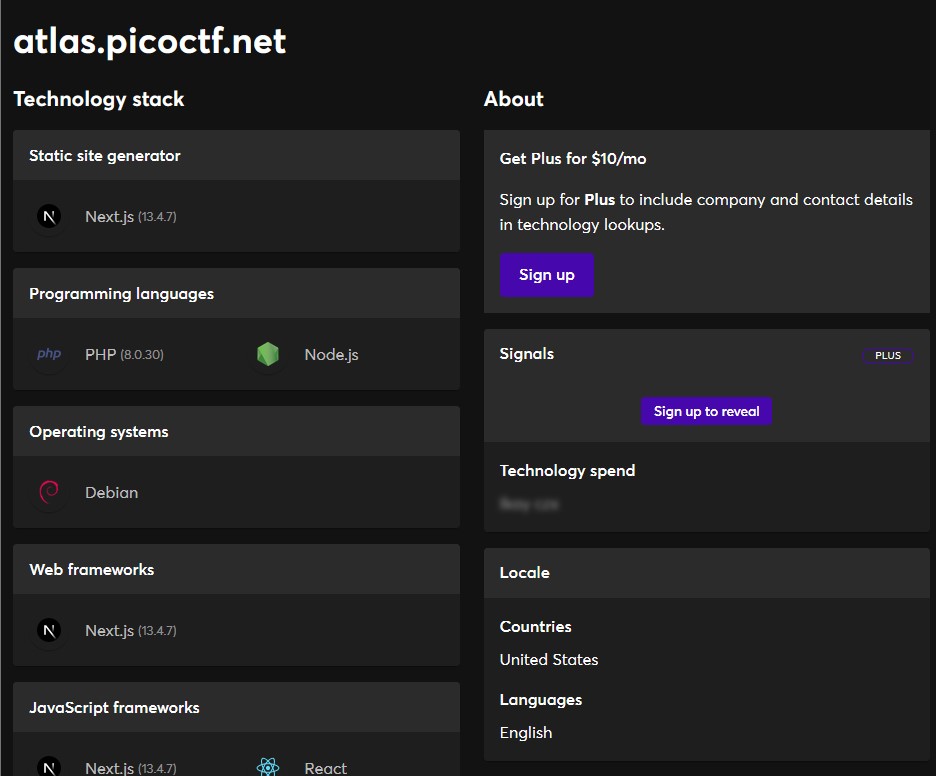 atlas.picoctf.net
Technology stack
Static site generator
N
Next.js (13.4.7)
Programming languages
php
PHP (8.0.30)
Node.js
Operating systems
Debian
Web frameworks
N
Next.js (13.4.7)
JavaScript frameworks
N
Next.js (13.4.7)
React
About
Get Plus for $10/mo
Sign up for Plus to include company and contact details
in technology lookups.
Sign up
Signals
PLUS
Sign up to reveal
Technology spend
Locale
Countries
United States
Languages
English